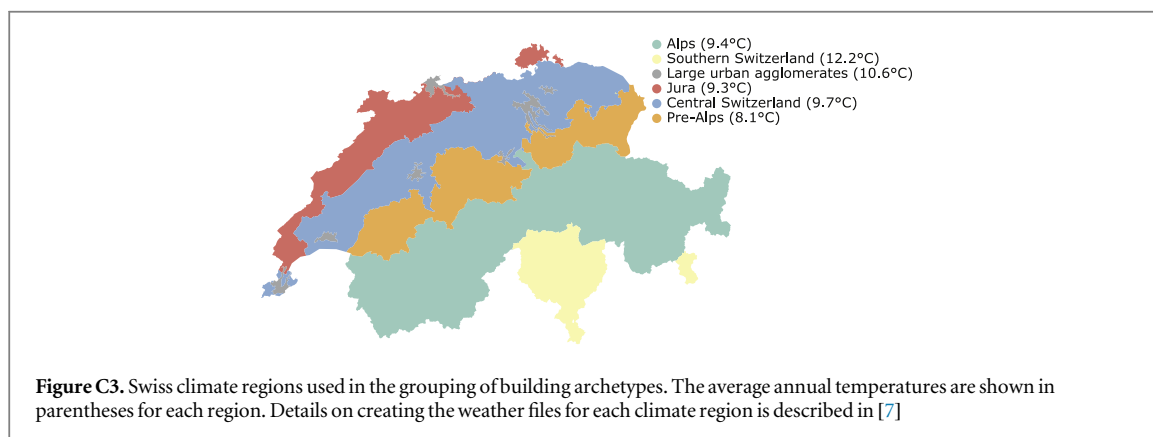 Alps (9.4°C)
Southern Switzerland (12.2°C)
Large urban agglomerates (10.6°C)
Jura (9.3°C)
Central Switzerland (9.7°C)
Pre-Alps (8.1°C)
Figure C3. Swiss climate regions used in the grouping of building archetypes. The average annual temperatures are shown in
parentheses for each region. Details on creating the weather files for each climate region is described in [7]